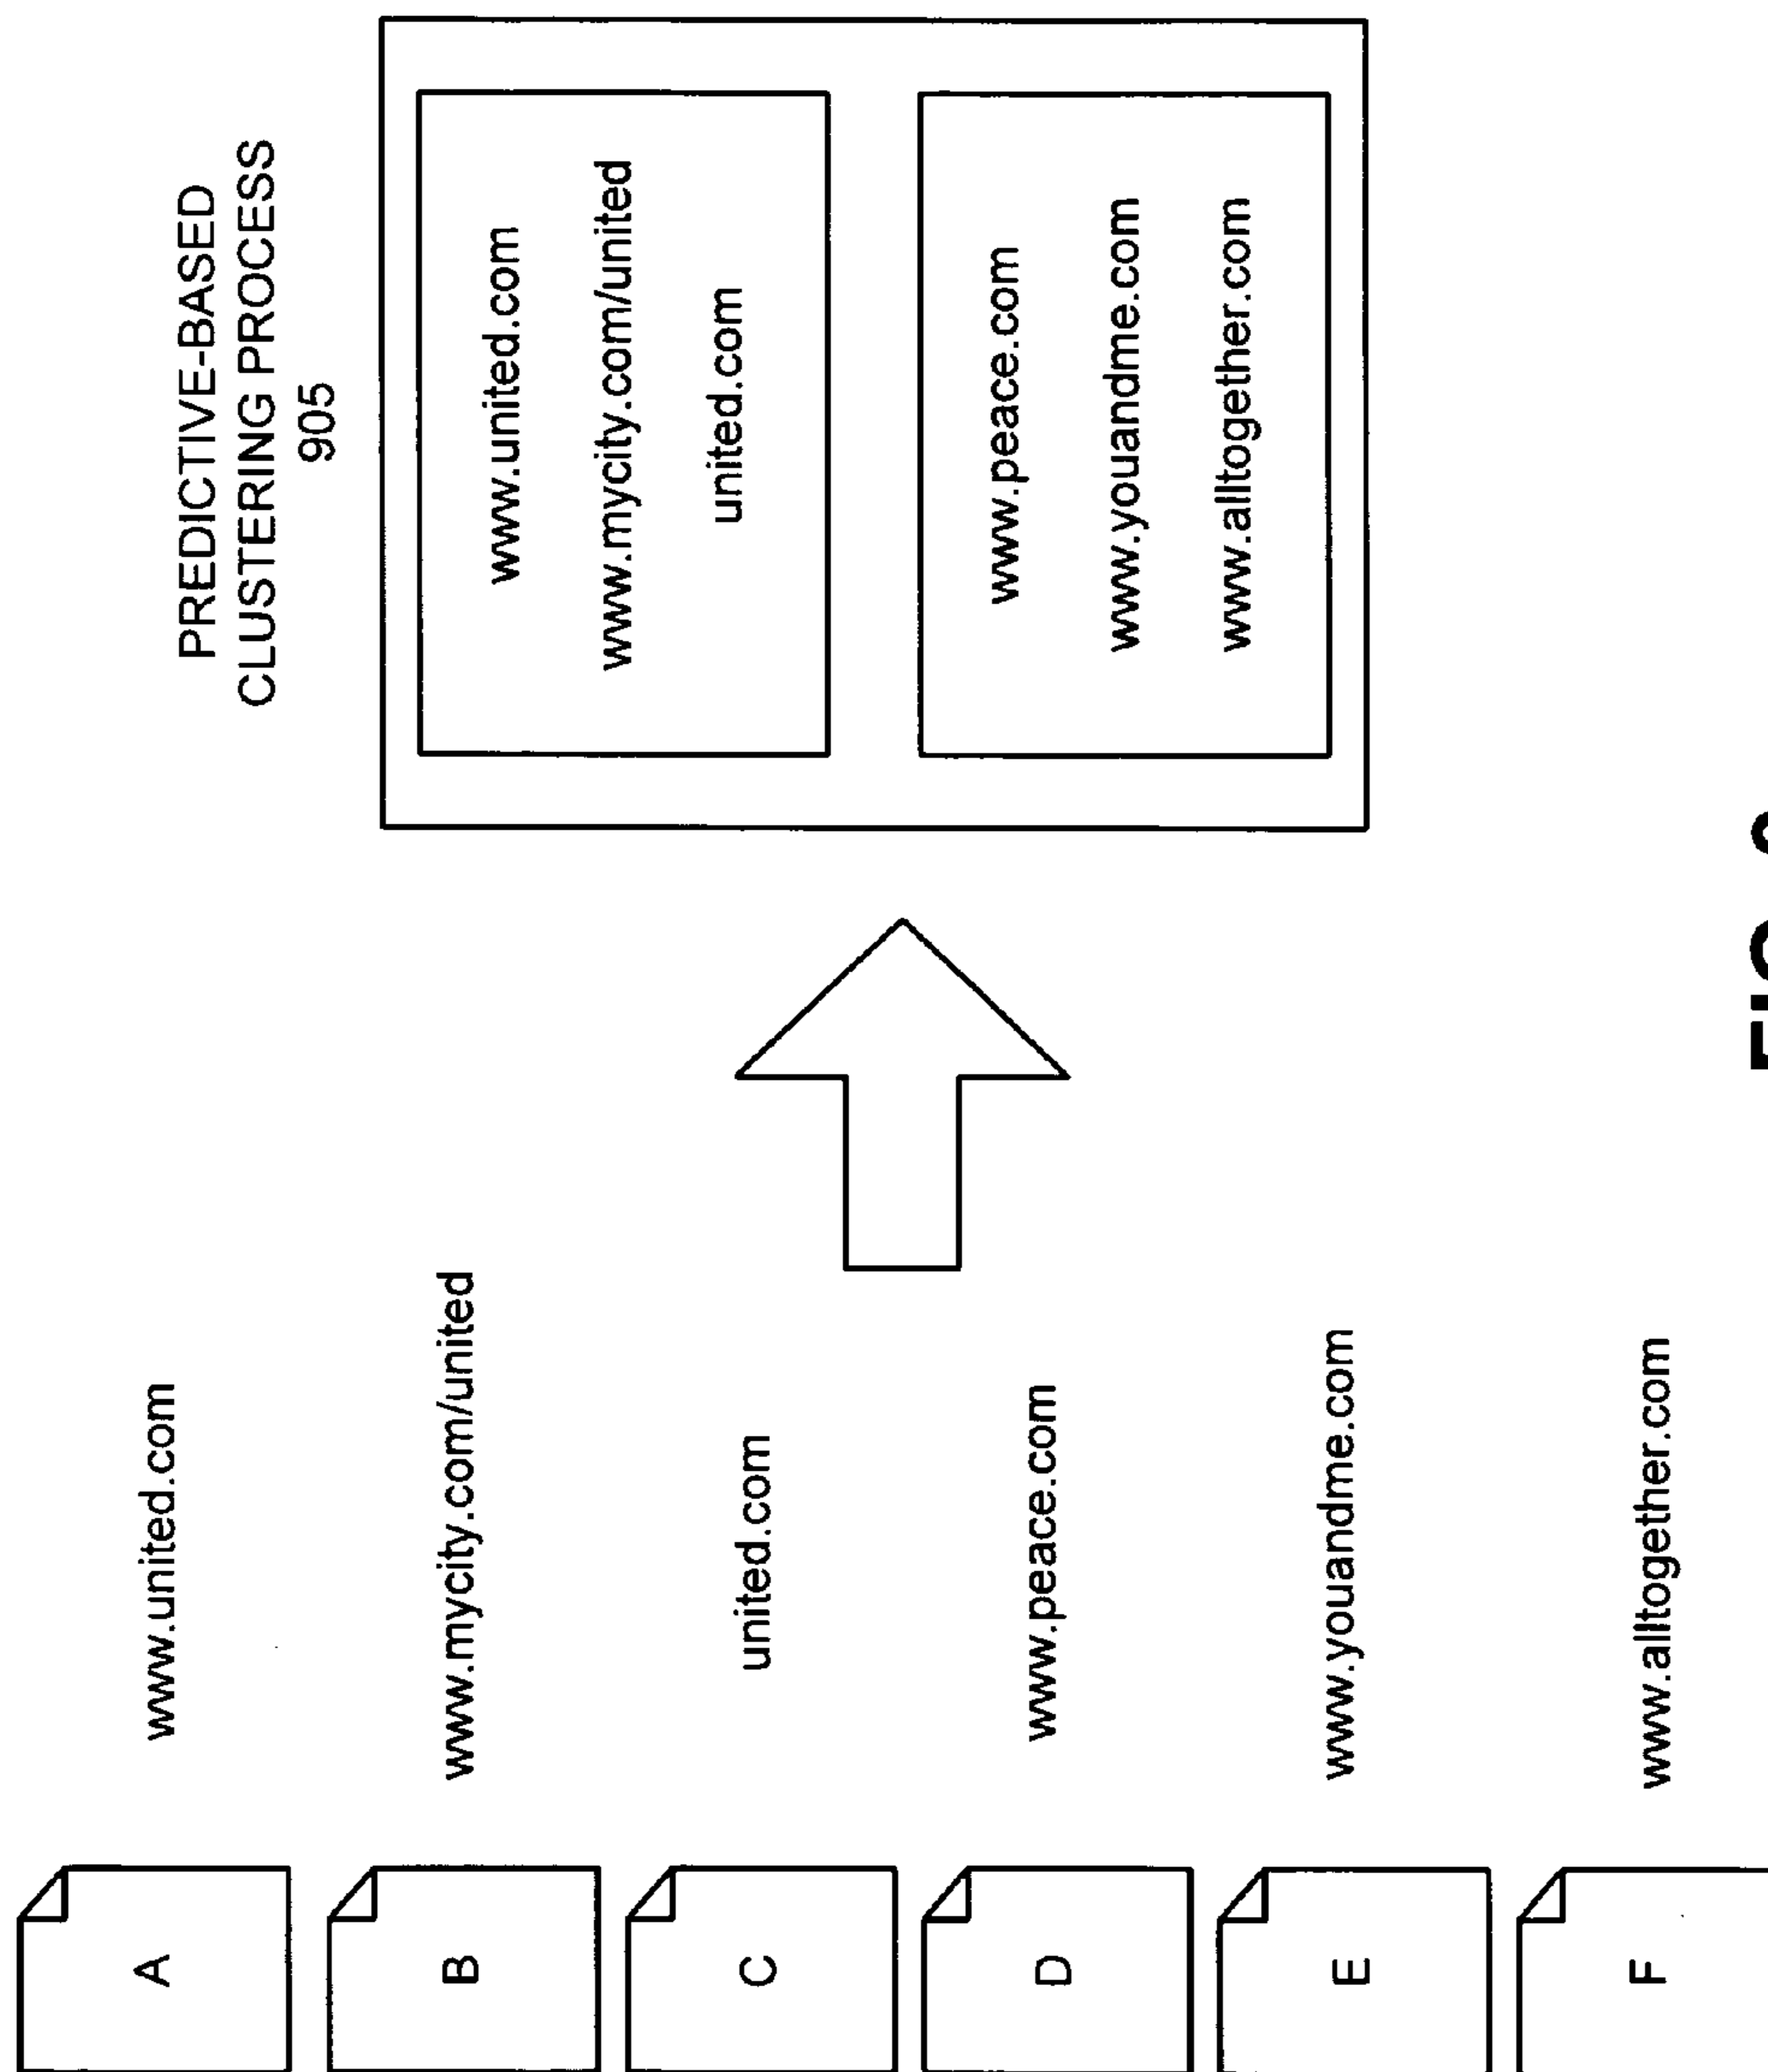 A
www.united.com
B
www.mycity.com/united
C
united.com
D
www.peace.com
E
www.youandme.com
F
www.alltogether.com
PREDICTIVE-BASED
CLUSTERING PROCESS
905
www.united.com
www.mycity.com/united
united.com
www.peace.com
www.youandme.com
www.alltogether.com